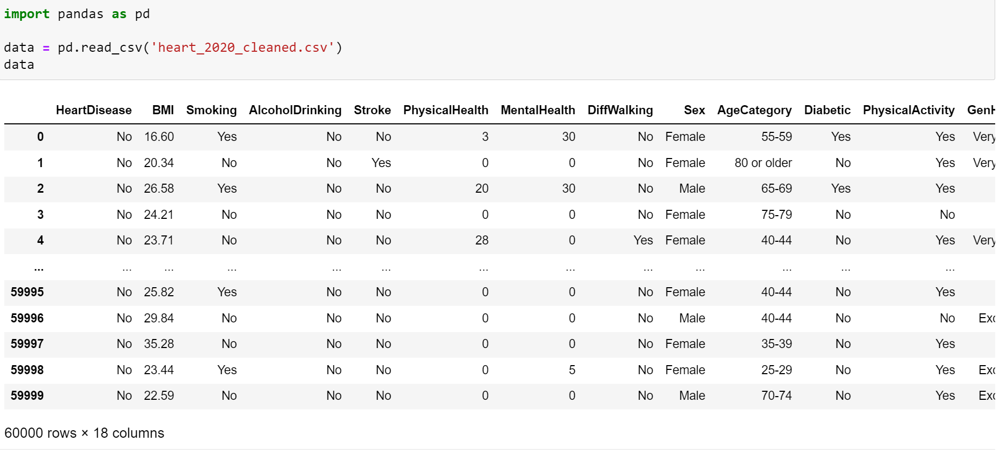 import pandas as pd
data = pd.read_csv('heart_2020_cleaned.csv')
data
HeartDisease BMI Smoking AlcoholDrinking Stroke PhysicalHealth MentalHealth DiffWalking Sex AgeCategory Diabetic PhysicalActivity
0 No 16.60 Yes No No 3 30 No Female 55-59 Yes Yes Very
1 No 20.34 No No Yes 0 0 No Female 80 or older No Yes Very
2 No 26.58 Yes No No 20 30 No Male 65-69 Yes Yes
3 No 24.21 No No No 0 0 No Female 75-79 No No
4 No 23.71 No No No 28 0 Yes Female 40-44 No Yes Very
... ... ... ... ... ... ... ... ... ... ... ... ...
59995 No 25.82 Yes No No 0 0 No Female 40-44 No Yes
59996 No 29.84 No No No 0 0 No Male 40-44 No No
59997 No 35.28 No No No 0 0 No Female 35-39 No Yes
59998 No 23.44 Yes No No 0 5 No Female 25-29 No Yes
59999 No 22.59 No No No 0 0 No Male 70-74 No Yes
60000 rows × 18 columns